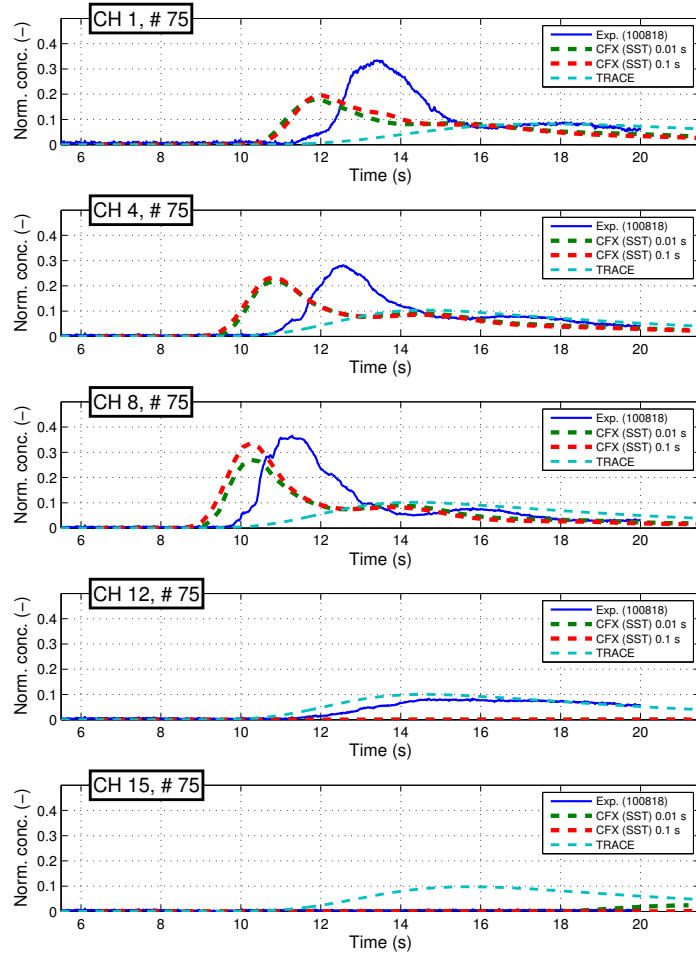 CH 1, # 75
Norm. conc. (−)
0.4
0.3
0.2
0.1
0
Exp. (100818)
CFX (SST) 0.01 s
CFX (SST) 0.1 s
TRACE
6 8 10 12 14 16 18 20
Time (s)
CH 4, # 75
Norm. conc. (−)
0.4
0.3
0.2
0.1
0
Exp. (100818)
CFX (SST) 0.01 s
CFX (SST) 0.1 s
TRACE
6 8 10 12 14 16 18 20
Time (s)
CH 8, # 75
Norm. conc. (−)
0.4
0.3
0.2
0.1
0
Exp. (100818)
CFX (SST) 0.01 s
CFX (SST) 0.1 s
TRACE
6 8 10 12 14 16 18 20
Time (s)
CH 12, # 75
Norm. conc. (−)
0.4
0.3
0.2
0.1
0
Exp. (100818)
CFX (SST) 0.01 s
CFX (SST) 0.1 s
TRACE
6 8 10 12 14 16 18 20
Time (s)
CH 15, # 75
Norm. conc. (−)
0.4
0.3
0.2
0.1
0
Exp. (100818)
CFX (SST) 0.01 s
CFX (SST) 0.1 s
TRACE
6 8 10 12 14 16 18 20
Time (s)